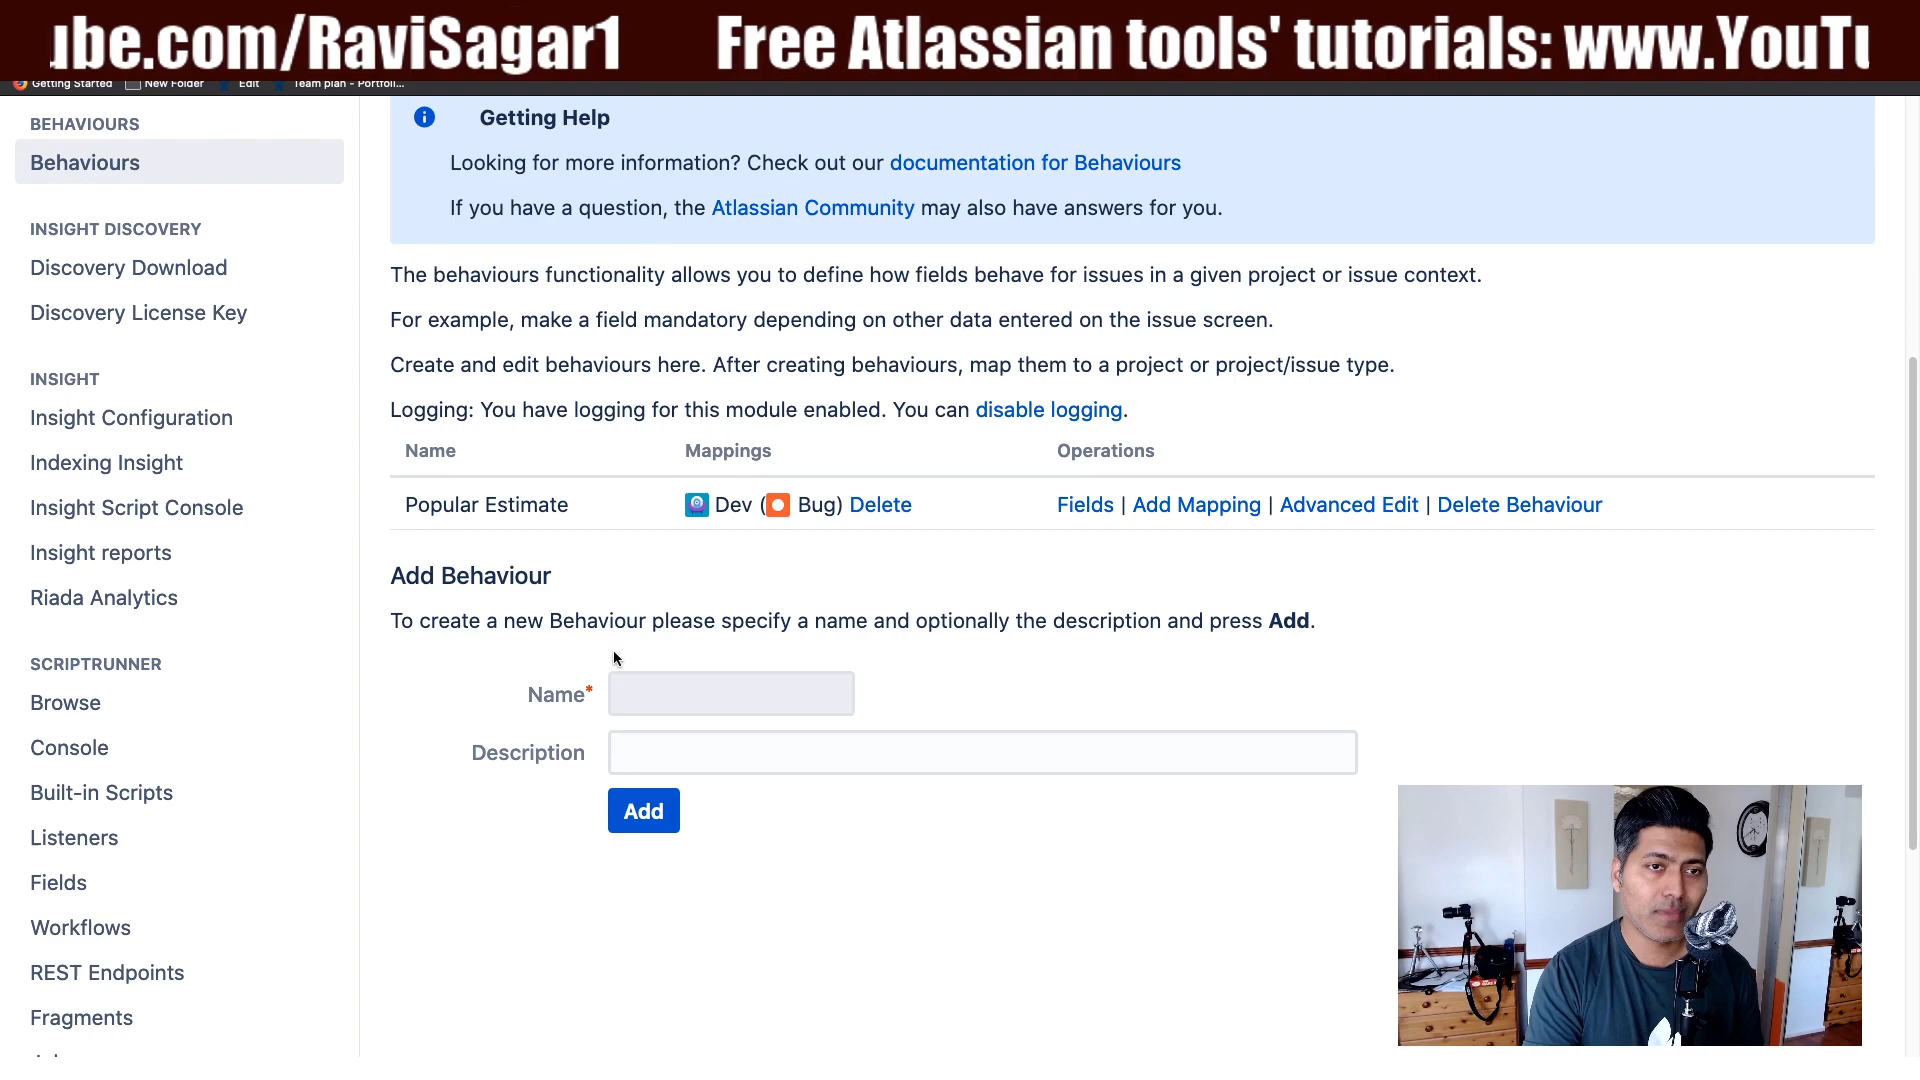 ube.com/RaviSagar1 Free Atlassian tools' tutorials: www.YouTu
Getting Started New Folder Edit Team plan - Portfoli...
BEHAVIOURS
Behaviours
INSIGHT DISCOVERY
Discovery Download
Discovery License Key
INSIGHT
Insight Configuration
Indexing Insight
Insight Script Console
Insight reports
Riada Analytics
SCRIPTRUNNER
Browse
Console
Built-in Scripts
Listeners
Fields
Workflows
REST Endpoints
Fragments
Getting Help
Looking for more information? Check out our documentation for Behaviours
If you have a question, the Atlassian Community may also have answers for you.
The behaviours functionality allows you to define how fields behave for issues in a given project or issue context.
For example, make a field mandatory depending on other data entered on the issue screen.
Create and edit behaviours here. After creating behaviours, map them to a project or project/issue type.
Logging: You have logging for this module enabled. You can disable logging.
Name Mappings Operations
Popular Estimate Dev (Bug) Delete Fields | Add Mapping | Advanced Edit | Delete Behaviour
Add Behaviour
To create a new Behaviour please specify a name and optionally the description and press Add.
Name*
Description
Add